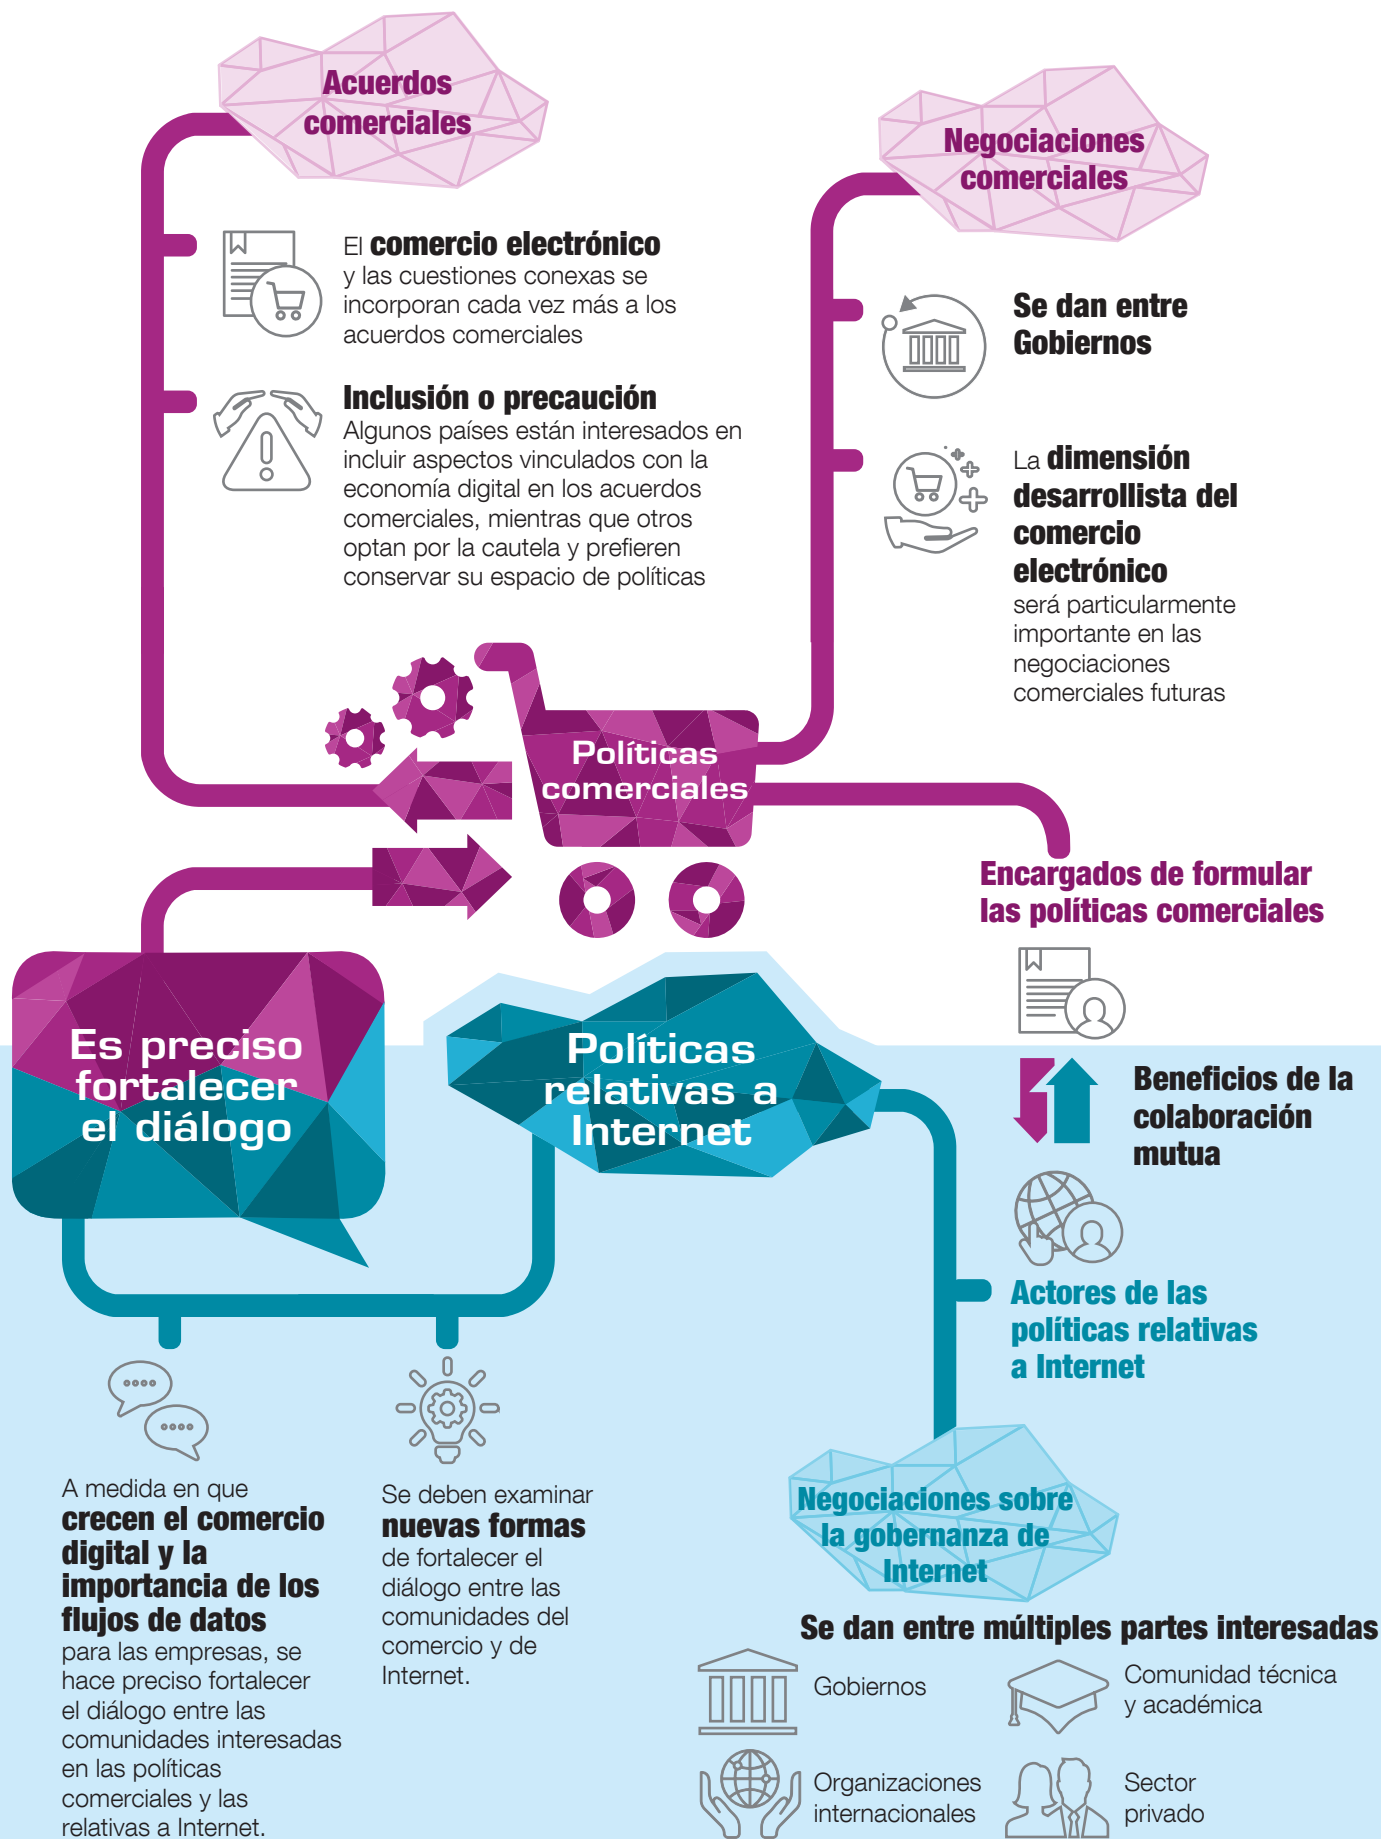 Acuerdos
comerciales
El comercio electrónico
y las cuestiones conexas se
incorporan cada vez más a los
acuerdos comerciales
Inclusión o precaución
Algunos países están interesados en
incluir aspectos vinculados con la
economía digital en los acuerdos
comerciales, mientras que otros
optan por la cautela y prefieren
conservar su espacio de políticas
Negociaciones
comerciales
Se dan entre
Gobiernos
La dimensión
desarrollista del
comercio
electrónico
será particularmente
importante en las
negociaciones
comerciales futuras
Políticas
comerciales
Encargados de formular
las políticas comerciales
Beneficios de la
colaboración
mutua
Actores de las
políticas relativas
a Internet
Es preciso
fortalecer
el diálogo
Políticas
relativas a
Internet
A medida en que
crecen el comercio
digital y la
importancia de los
flujos de datos
para las empresas, se
hace preciso fortalecer
el diálogo entre las
comunidades interesadas
en las políticas
comerciales y las
relativas a Internet.
Se deben examinar
nuevas formas
de fortalecer el
diálogo entre las
comunidades del
comercio y de
Internet.
Negociaciones sobre
la gobernanza de
Internet
Se dan entre múltiples partes interesadas
Gobiernos
Comunidad técnica
y académica
Organizaciones
internacionales
Sector
privado